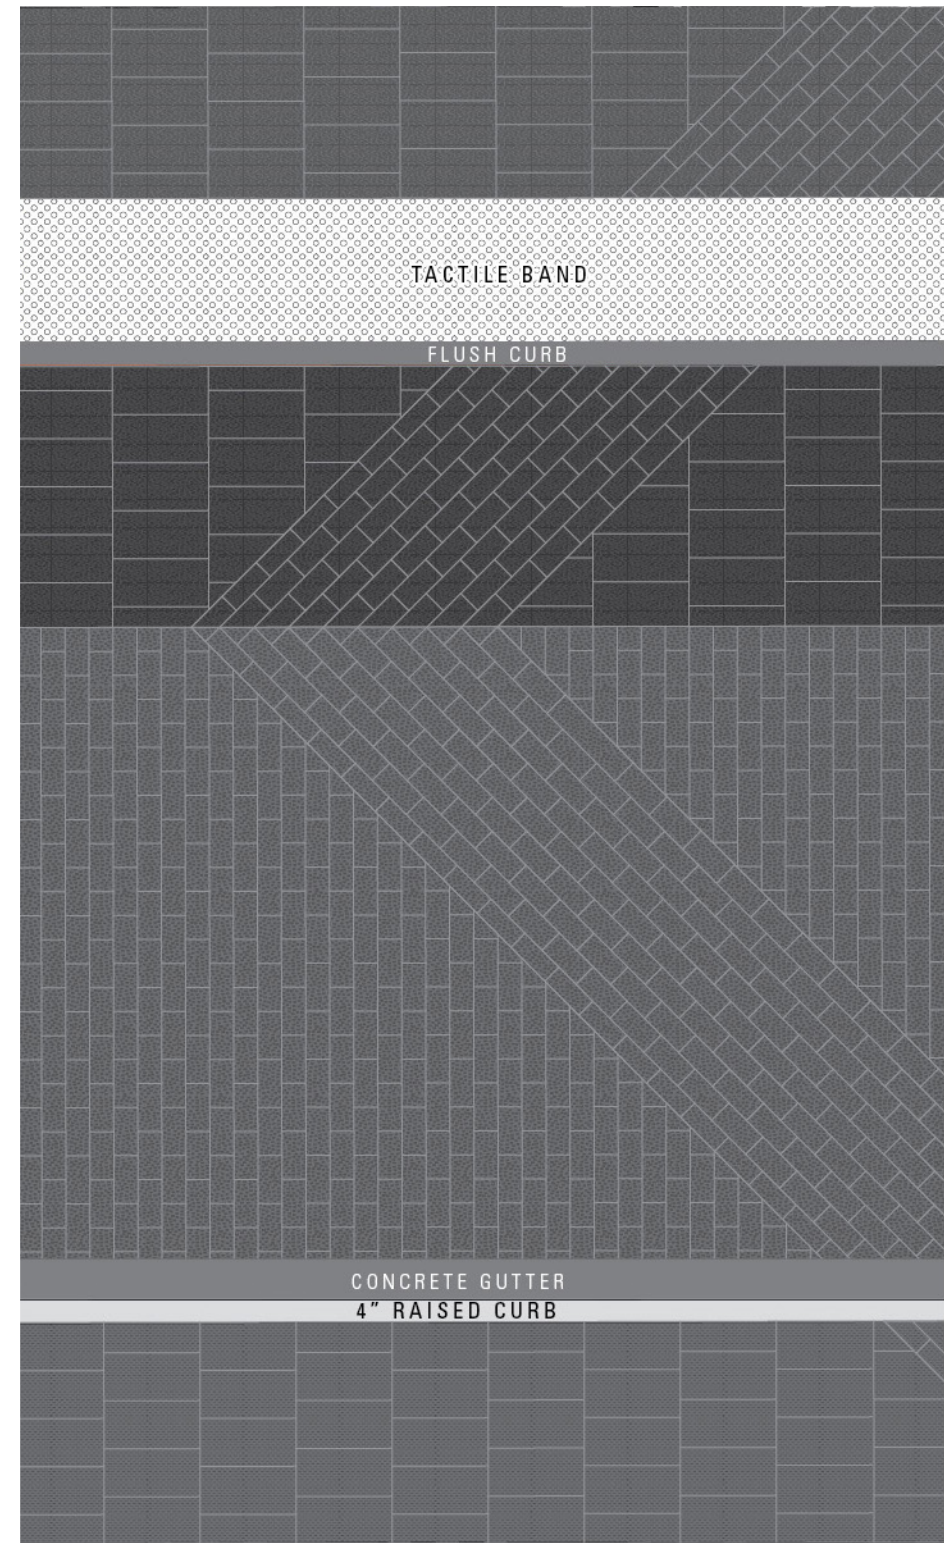 TACTILE BAND
FLUSH CURB
CONCRETE GUTTER
4” RAISED CURB